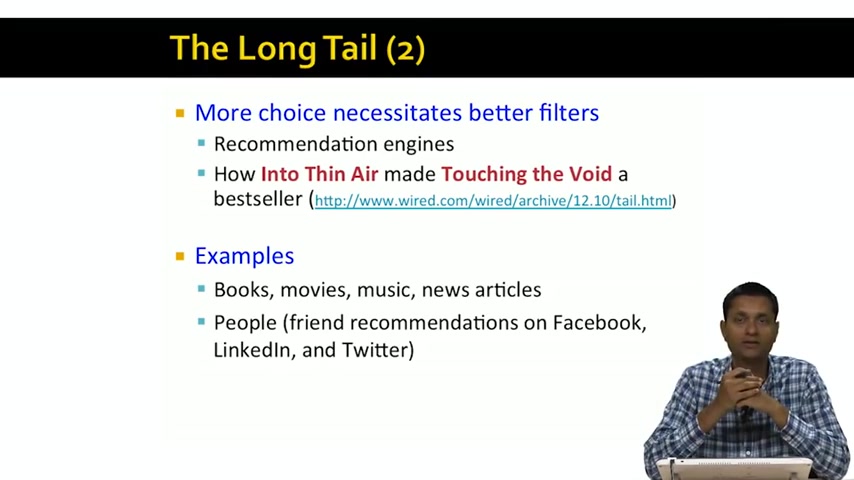 The Long Tail (2)
More choice necessitates better filters
Recommendation engines
How Into Thin Air made Touching the Void a
bestseller (http://www.wired.com/wired/archive/12.10/tail.html)
Examples
Books, movies, music, news articles
People (friend recommendations on Facebook,
LinkedIn, and Twitter)